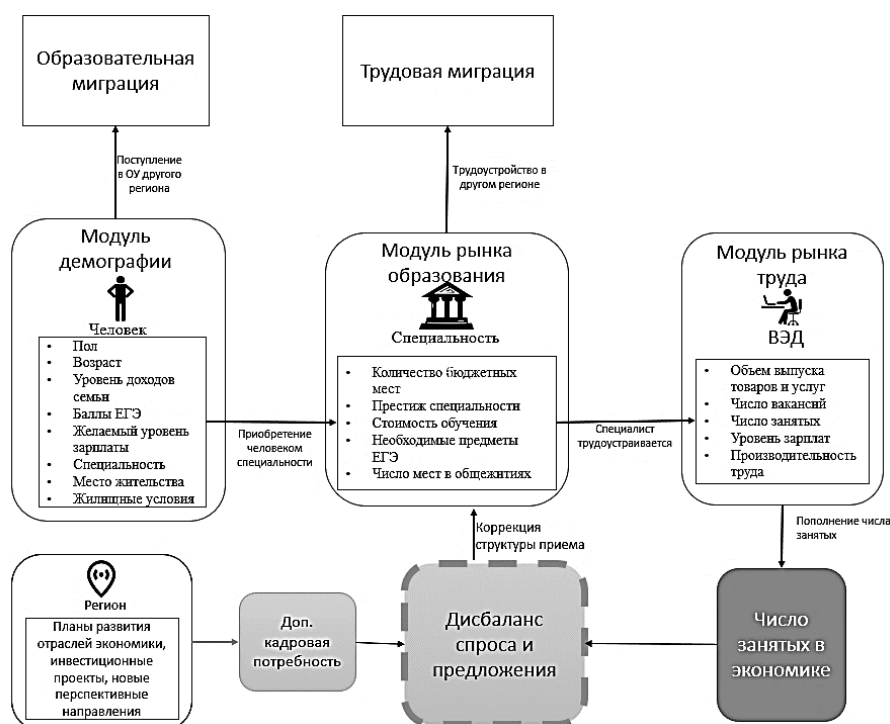 Образовательная
миграция
Трудовая миграция
Поступление
в ОУ другого
региона
Трудоустройство в
другом регионе
Модуль
демографии
Человек
• Пол
• Возраст
• Уровень доходов
семьи
• Баллы ЕГЭ
• Желаемый уровень
зарплаты
• Специальность
• Место жительства
• Жилищные условия
Приобретение
человеком
специальности
Модуль рынка
образования
Специальность
• Количество бюджетных
мест
• Престиж специальности
• Стоимость обучения
• Необходимые предметы
ЕГЭ
• Число мест в общежитиях
Специалист
трудоустраивается
Модуль рынка
труда
ВЭД
• Объем выпуска
товаров и услуг
• Число вакансий
• Число занятых
• Уровень зарплат
• Производительность
труда
Коррекция
структуры приема
Пополнение числа
занятых
Регион
Планы развития
отраслей экономики,
инвестиционные
проекты, новые
перспективные
направления
Доп.
кадровая
потребность
Дисбаланс
спроса и
предложения
Число
занятых в
экономике